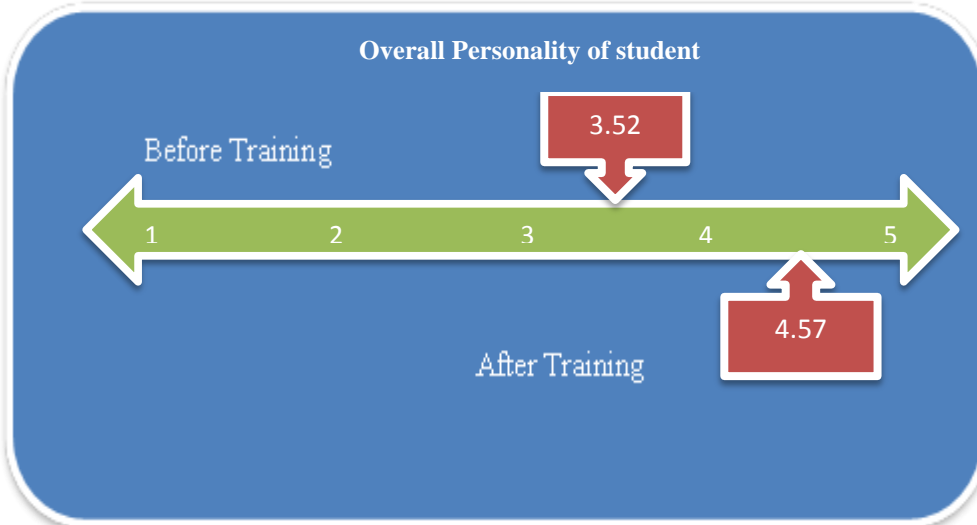 Overall Personality of student
3.52
Before Training
1 2 3 4 5
4.57
After Training